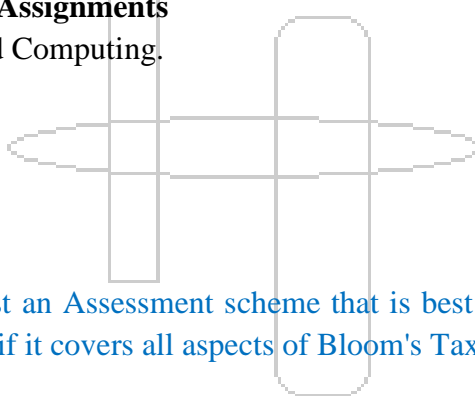 Assignments
d Computing.
st an Assessment scheme that is best
if it covers all aspects of Bloom's Tax